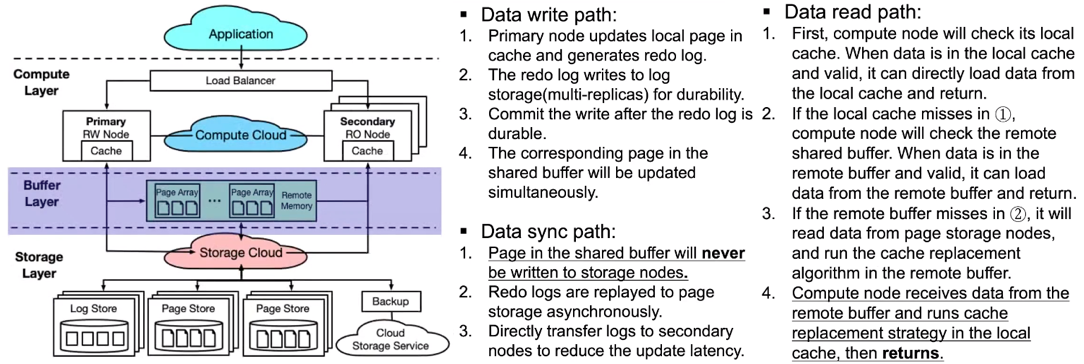 Application
Compute
Layer
Load Balancer
Primary
RW Node
Cache
Compute Cloud
Secondary
RO Node
Cache
Buffer
Layer
Page Array
...
Page Array
Remote
Memory
Storage Cloud
Storage
Layer
Log Store
Page Store
Page Store
Backup
Cloud
Storage Service
▪ Data write path:
1. Primary node updates local page in
cache and generates redo log.
2. The redo log writes to log
storage(multi-replicas) for durability.
3. Commit the write after the redo log is
durable.
4. The corresponding page in the
shared buffer will be updated
simultaneously.
▪ Data sync path:
1. Page in the shared buffer will never
be written to storage nodes.
2. Redo logs are replayed to page
storage asynchronously.
3. Directly transfer logs to secondary
nodes to reduce the update latency.
▪ Data read path:
1. First, compute node will check its local
cache. When data is in the local cache
and valid, it can directly load data from
the local cache and return.
2. If the local cache misses in ①,
compute node will check the remote
shared buffer. When data is in the
remote buffer and valid, it can load
data from the remote buffer and return.
3. If the remote buffer misses in ②, it will
read data from page storage nodes,
and run the cache replacement
algorithm in the remote buffer.
4. Compute node receives data from the
remote buffer and runs cache
replacement strategy in the local
cache, then returns.